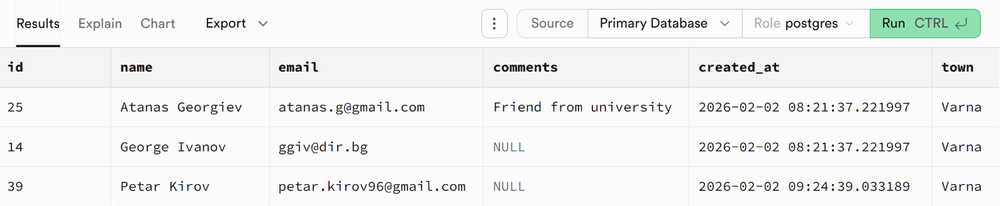 Results Explain Chart Export Source Primary Database Role postgres Run CTRL
id name email comments created_at town
25 Atanas Georgiev atanas.g@gmail.com Friend from university 2026-02-02 08:21:37.221997 Varna
14 George Ivanov ggiv@dir.bg NULL 2026-02-02 08:21:37.221997 Varna
39 Petar Kirov petar.kirov96@gmail.com NULL 2026-02-02 09:24:39.033189 Varna